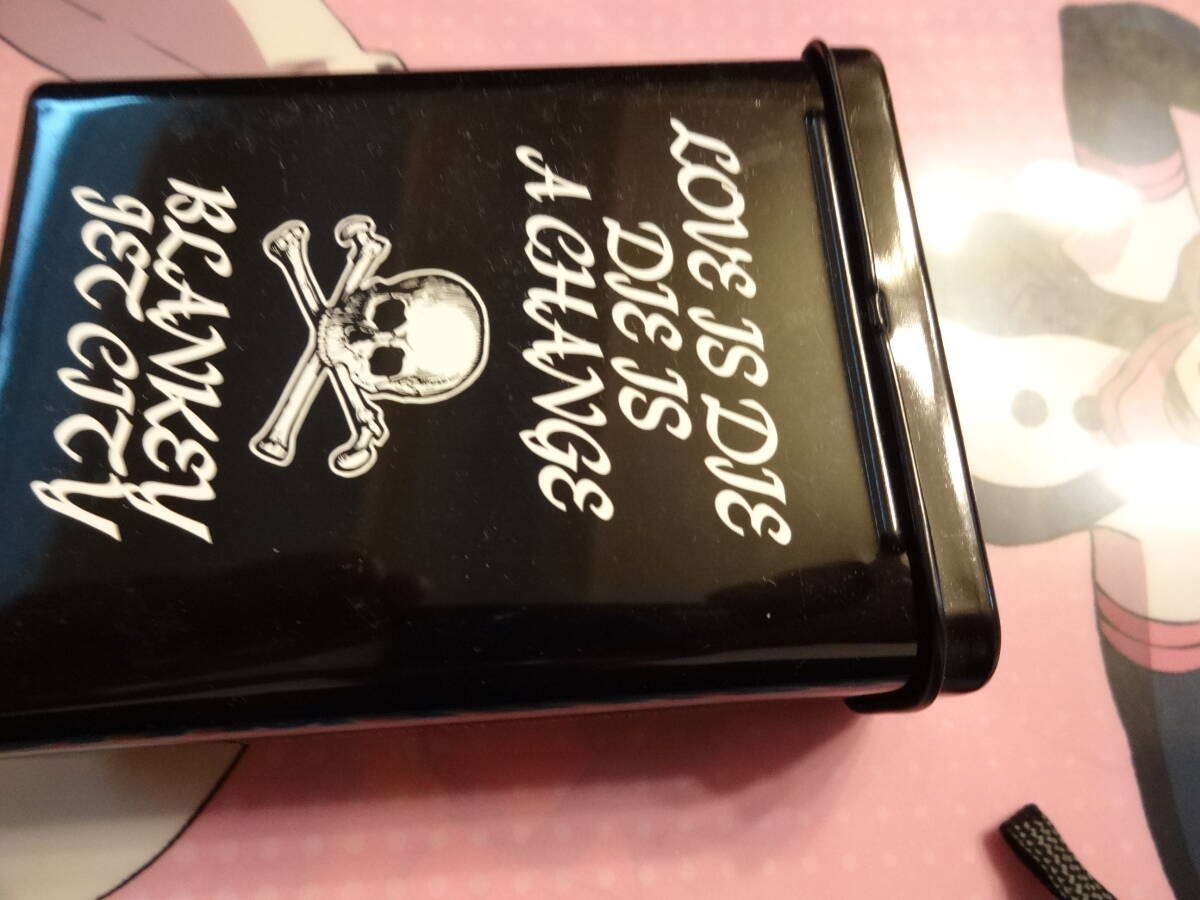 LOVE IS DIE
DIE IS
A CHANGE
BLANKEY
JET CITY